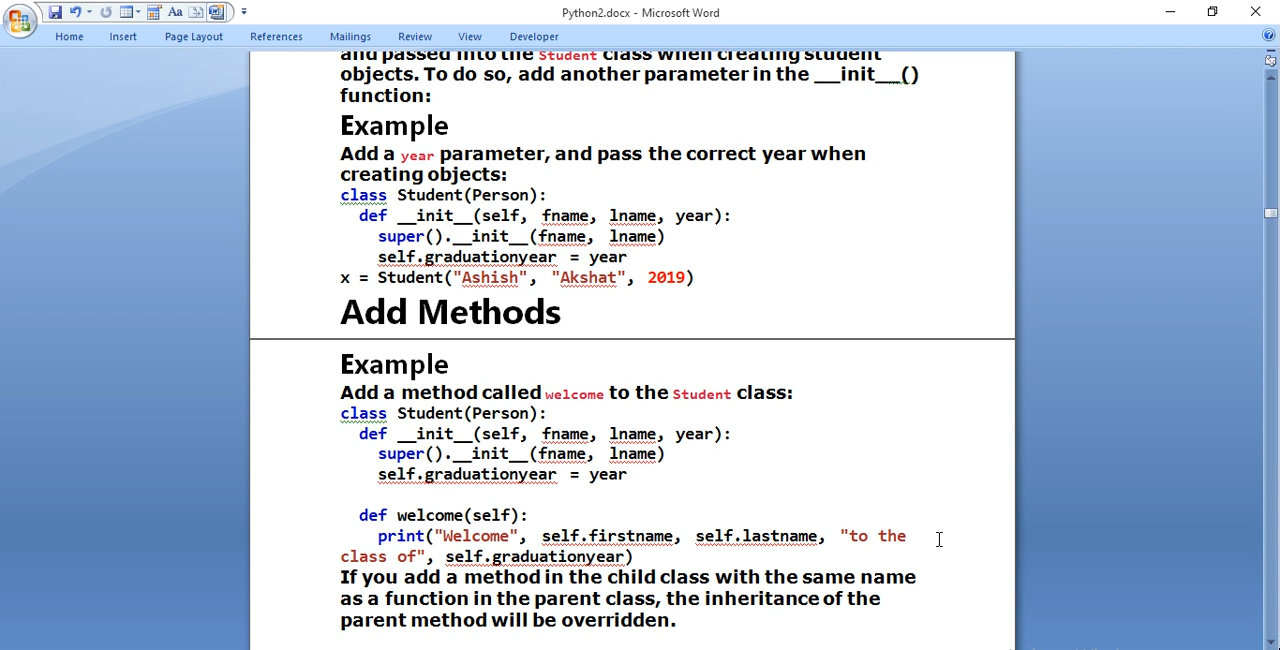 Python2.docx - Microsoft Word
Home Insert Page Layout References Mailings Review View Developer
and passed into the Student class when creating student
objects. To do so, add another parameter in the __init__()
function:
Example
Add a year parameter, and pass the correct year when
creating objects:
class Student(Person):
  def __init__(self, fname, lname, year):
    super().__init__(fname, lname)
    self.graduationyear = year
x = Student("Ashish", "Akshat", 2019)
Add Methods
Example
Add a method called welcome to the Student class:
class Student(Person):
  def __init__(self, fname, lname, year):
    super().__init__(fname, lname)
    self.graduationyear = year
  def welcome(self):
    print("Welcome", self.firstname, self.lastname, "to the
class of", self.graduationyear)
If you add a method in the child class with the same name
as a function in the parent class, the inheritance of the
parent method will be overridden.